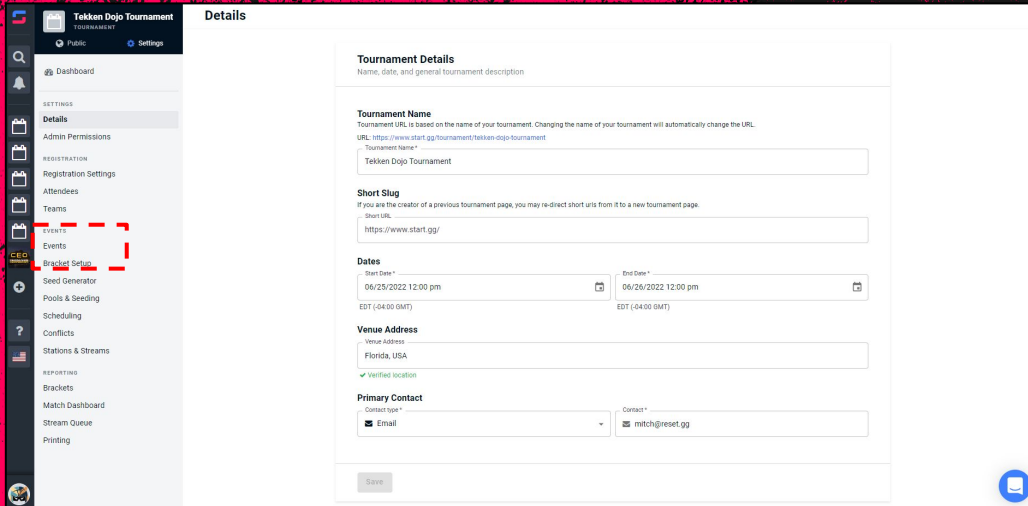 Tekken Dojo Tournament
TOURNAMENT
Public
Settings
Dashboard
SETTINGS
Details
Admin Permissions
REGISTRATION
Registration Settings
Attendees
Teams
EVENTS
Events
Bracket Setup
Seed Generator
Pools & Seeding
Scheduling
Conflicts
Stations & Streams
REPORTING
Brackets
Match Dashboard
Stream Queue
Printing
CEO
?
Details
Tournament Details
Name, date, and general tournament description
Tournament Name
Tournament URL is based on the name of your tournament. Changing the name of your tournament will automatically change the URL.
URL: https://www.start.gg/tournament/tekken-dojo-tournament
Tournament Name *
Tekken Dojo Tournament
Short Slug
If you are the creator of a previous tournament page, you may re-direct short urls from it to a new tournament page.
Short URL
https://www.start.gg/
Dates
Start Date * End Date *
06/25/2022 12:00 pm 06/26/2022 12:00 pm
EDT (-04:00 GMT) EDT (-04:00 GMT)
Venue Address
Venue Address
Florida, USA
Verified location
Primary Contact
Contact type * Contact *
Email mitch@reset.gg
Save